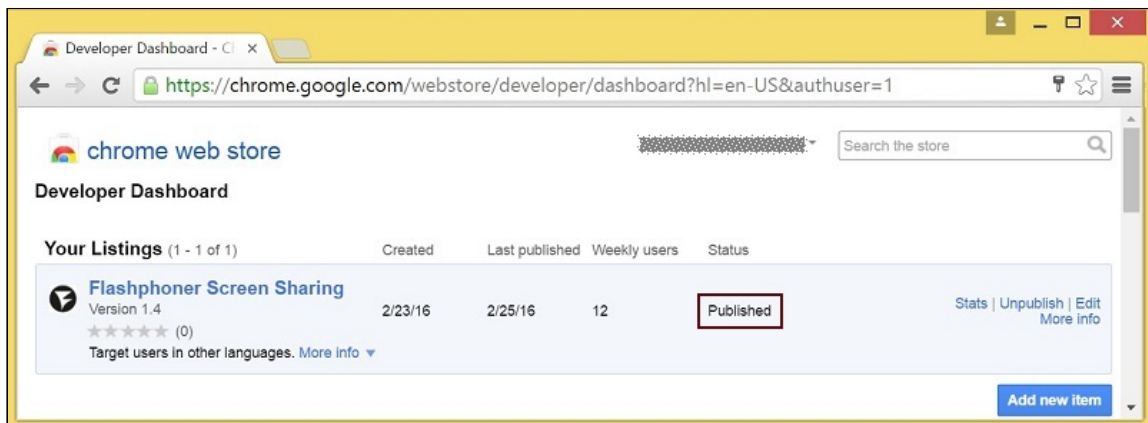 Developer Dashboard - C
https://chrome.google.com/webstore/developer/dashboard?hl=en-US&authuser=1
chrome web store
Search the store
Developer Dashboard
Your Listings (1 - 1 of 1) Created Last published Weekly users Status
Flashphoner Screen Sharing
Version 1.4 2/23/16 2/25/16 12 Published Stats | Unpublish | Edit
More info
(0)
Target users in other languages. More info
Add new item